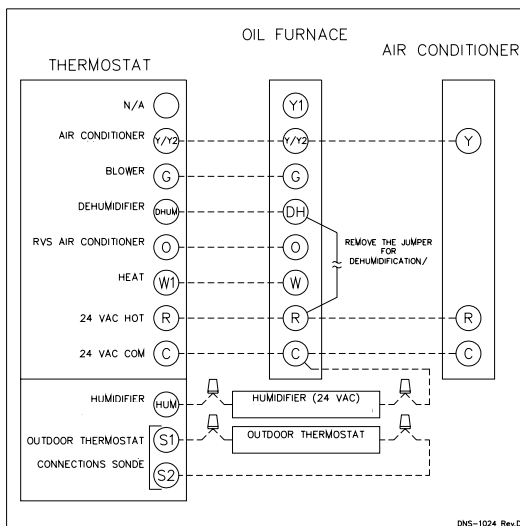 OIL FURNACE
AIR CONDITIONER
THERMOSTAT
N/A Y1
AIR CONDITIONER Y/Y2 Y/Y2 Y
BLOWER G G
DEHUMIDIFIER DHUM DH
RVS AIR CONDITIONER O O
REMOVE THE JUMPER
FOR
DEHUMIDIFICATION/
HEAT W1 W
24 VAC HOT R R R
24 VAC COM C C C
HUMIDIFIER HUM HUMIDIFIER (24 VAC)
OUTDOOR THERMOSTAT S1 OUTDOOR THERMOSTAT
CONNECTIONS SONDE S2
DNS-1024 Rev.D